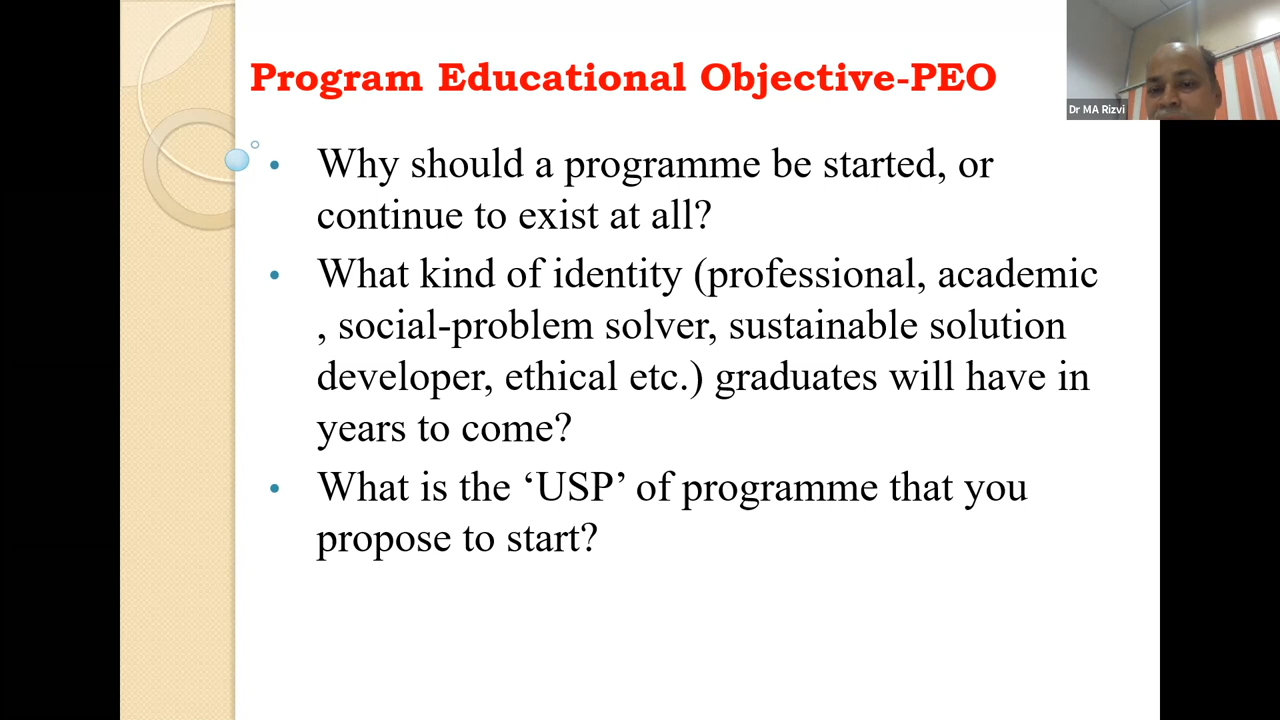 Program Educational Objective-PEO
Dr MA Rizvi
• Why should a programme be started, or
continue to exist at all?
• What kind of identity (professional, academic
, social-problem solver, sustainable solution
developer, ethical etc.) graduates will have in
years to come?
• What is the ‘USP’ of programme that you
propose to start?